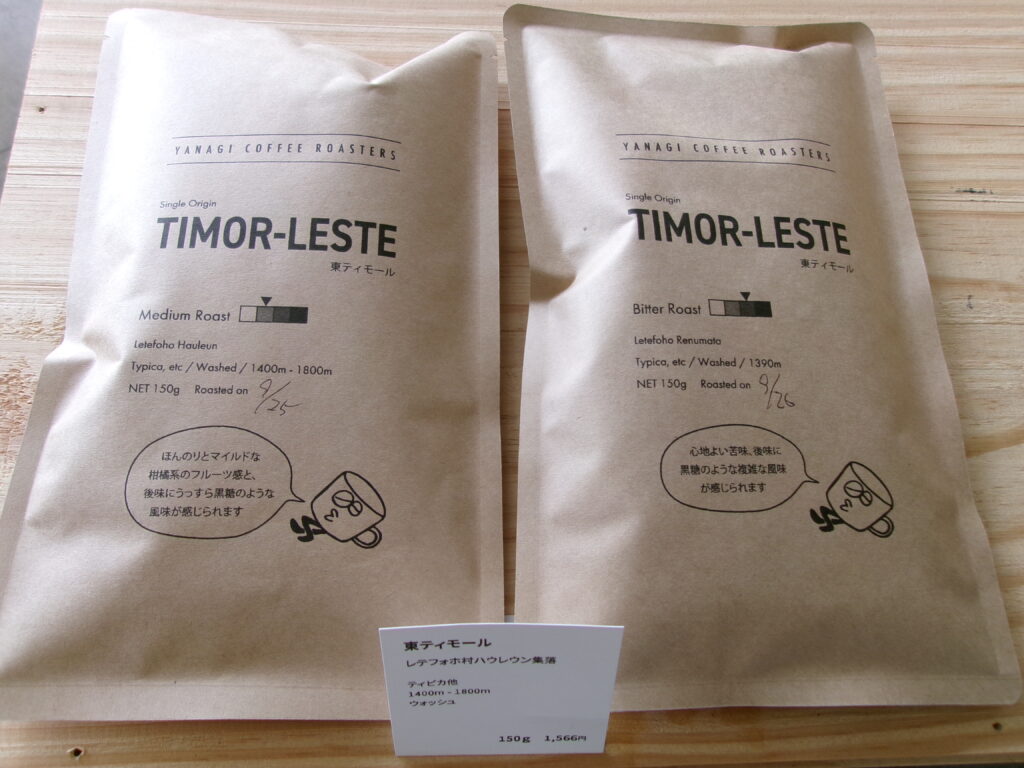 YANAGI COFFEE ROASTERS
Single Origin
TIMOR-LESTE
東ティモール
Medium Roast
Letefoho Hauleun
Typica, etc / Washed / 1400m - 1800m
NET 150g Roasted on 9/25
ほんのりとマイルドな
柑橘系のフルーツ感と、
後味にうっすら黒糖のような
風味が感じられます
YANAGI COFFEE ROASTERS
Single Origin
TIMOR-LESTE
東ティモール
Bitter Roast
Letefoho Renumata
Typica, etc / Washed / 1390m
NET 150g Roasted on 9/26
心地よい苦味、後味に
黒糖のような複雑な風味
が感じられます
東ティモール
レテフォホ村ハウレウン集落
ティピカ他
1400m - 1800m
ウォッシュ
150g 1,566円